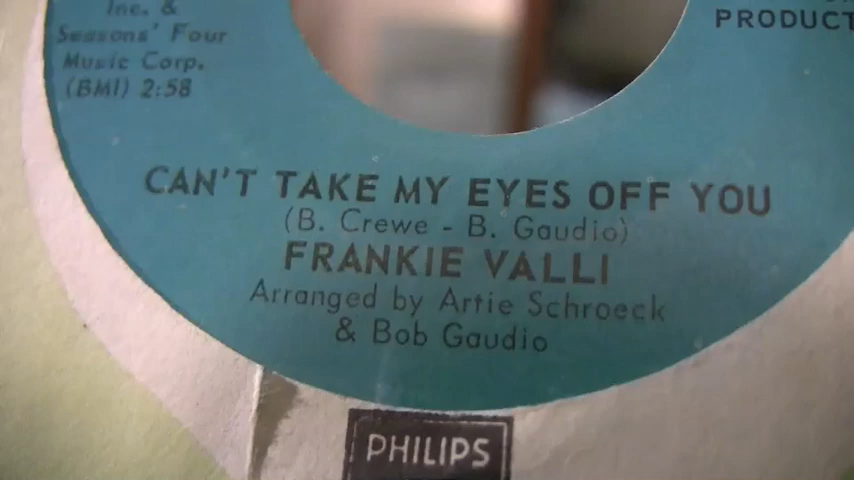 Inc. &
Seasons' Four
Music Corp.
(BMI) 2:58
PRODUCT
CAN'T TAKE MY EYES OFF YOU
(B. Crewe - B. Gaudio)
FRANKIE VALLI
Arranged by Artie Schroeck
& Bob Gaudio
PHILIPS